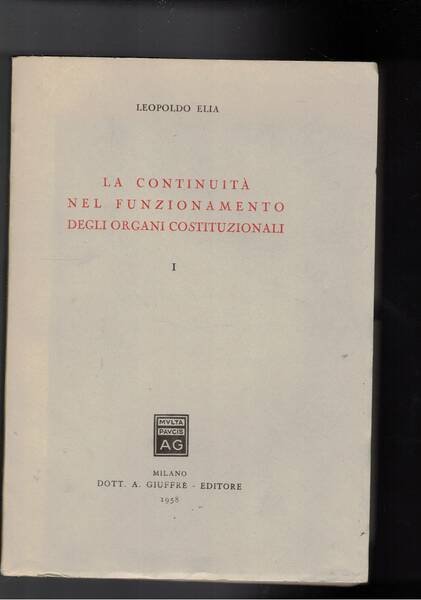 LEOPOLDO ELIA
LA CONTINUITÀ
NEL FUNZIONAMENTO
DEGLI ORGANI COSTITUZIONALI
I
MVLTA
PAVCIS
AG
MILANO
DOTT. A. GIUFFRÈ - EDITORE
1958